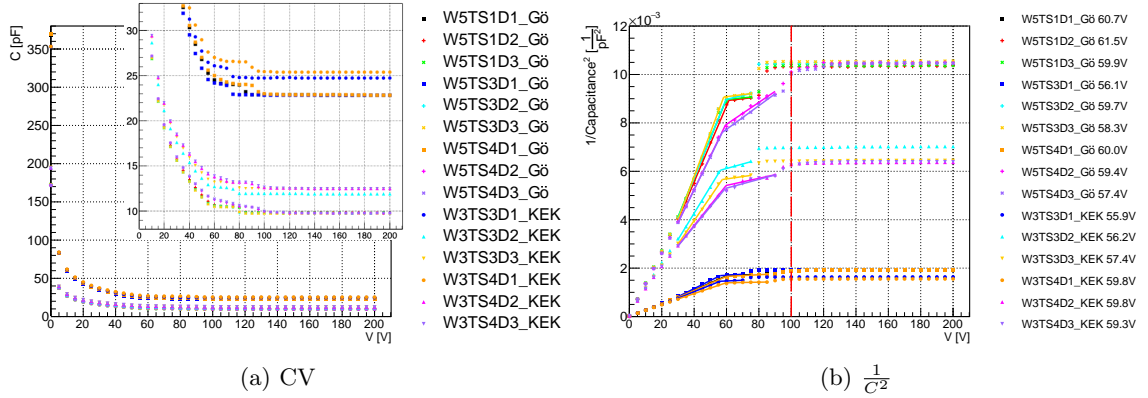 C [pF]
350
300
250
200
150
100
50
0
0 20 40 60 80 100 120 140 160 180 200
V [V]
30
25
20
15
10
0 20 40 60 80 100 120 140 160 180 200
W5TS1D1_Gö
W5TS1D2_Gö
W5TS1D3_Gö
W5TS3D1_Gö
W5TS3D2_Gö
W5TS3D3_Gö
W5TS4D1_Gö
W5TS4D2_Gö
W5TS4D3_Gö
W3TS3D1_KEK
W3TS3D2_KEK
W3TS3D3_KEK
W3TS4D1_KEK
W3TS4D2_KEK
W3TS4D3_KEK
(a) CV
1/Capacitance² [1/pF²]
×10⁻³
12
10
8
6
4
2
0
0 20 40 60 80 100 120 140 160 180 200
V [V]
W5TS1D1_Gö 60.7V
W5TS1D2_Gö 61.5V
W5TS1D3_Gö 59.9V
W5TS3D1_Gö 56.1V
W5TS3D2_Gö 59.7V
W5TS3D3_Gö 58.3V
W5TS4D1_Gö 60.0V
W5TS4D2_Gö 59.4V
W5TS4D3_Gö 57.4V
W3TS3D1_KEK 55.9V
W3TS3D2_KEK 56.2V
W3TS3D3_KEK 57.4V
W3TS4D1_KEK 59.8V
W3TS4D2_KEK 59.8V
W3TS4D3_KEK 59.3V
(b) 1/C²